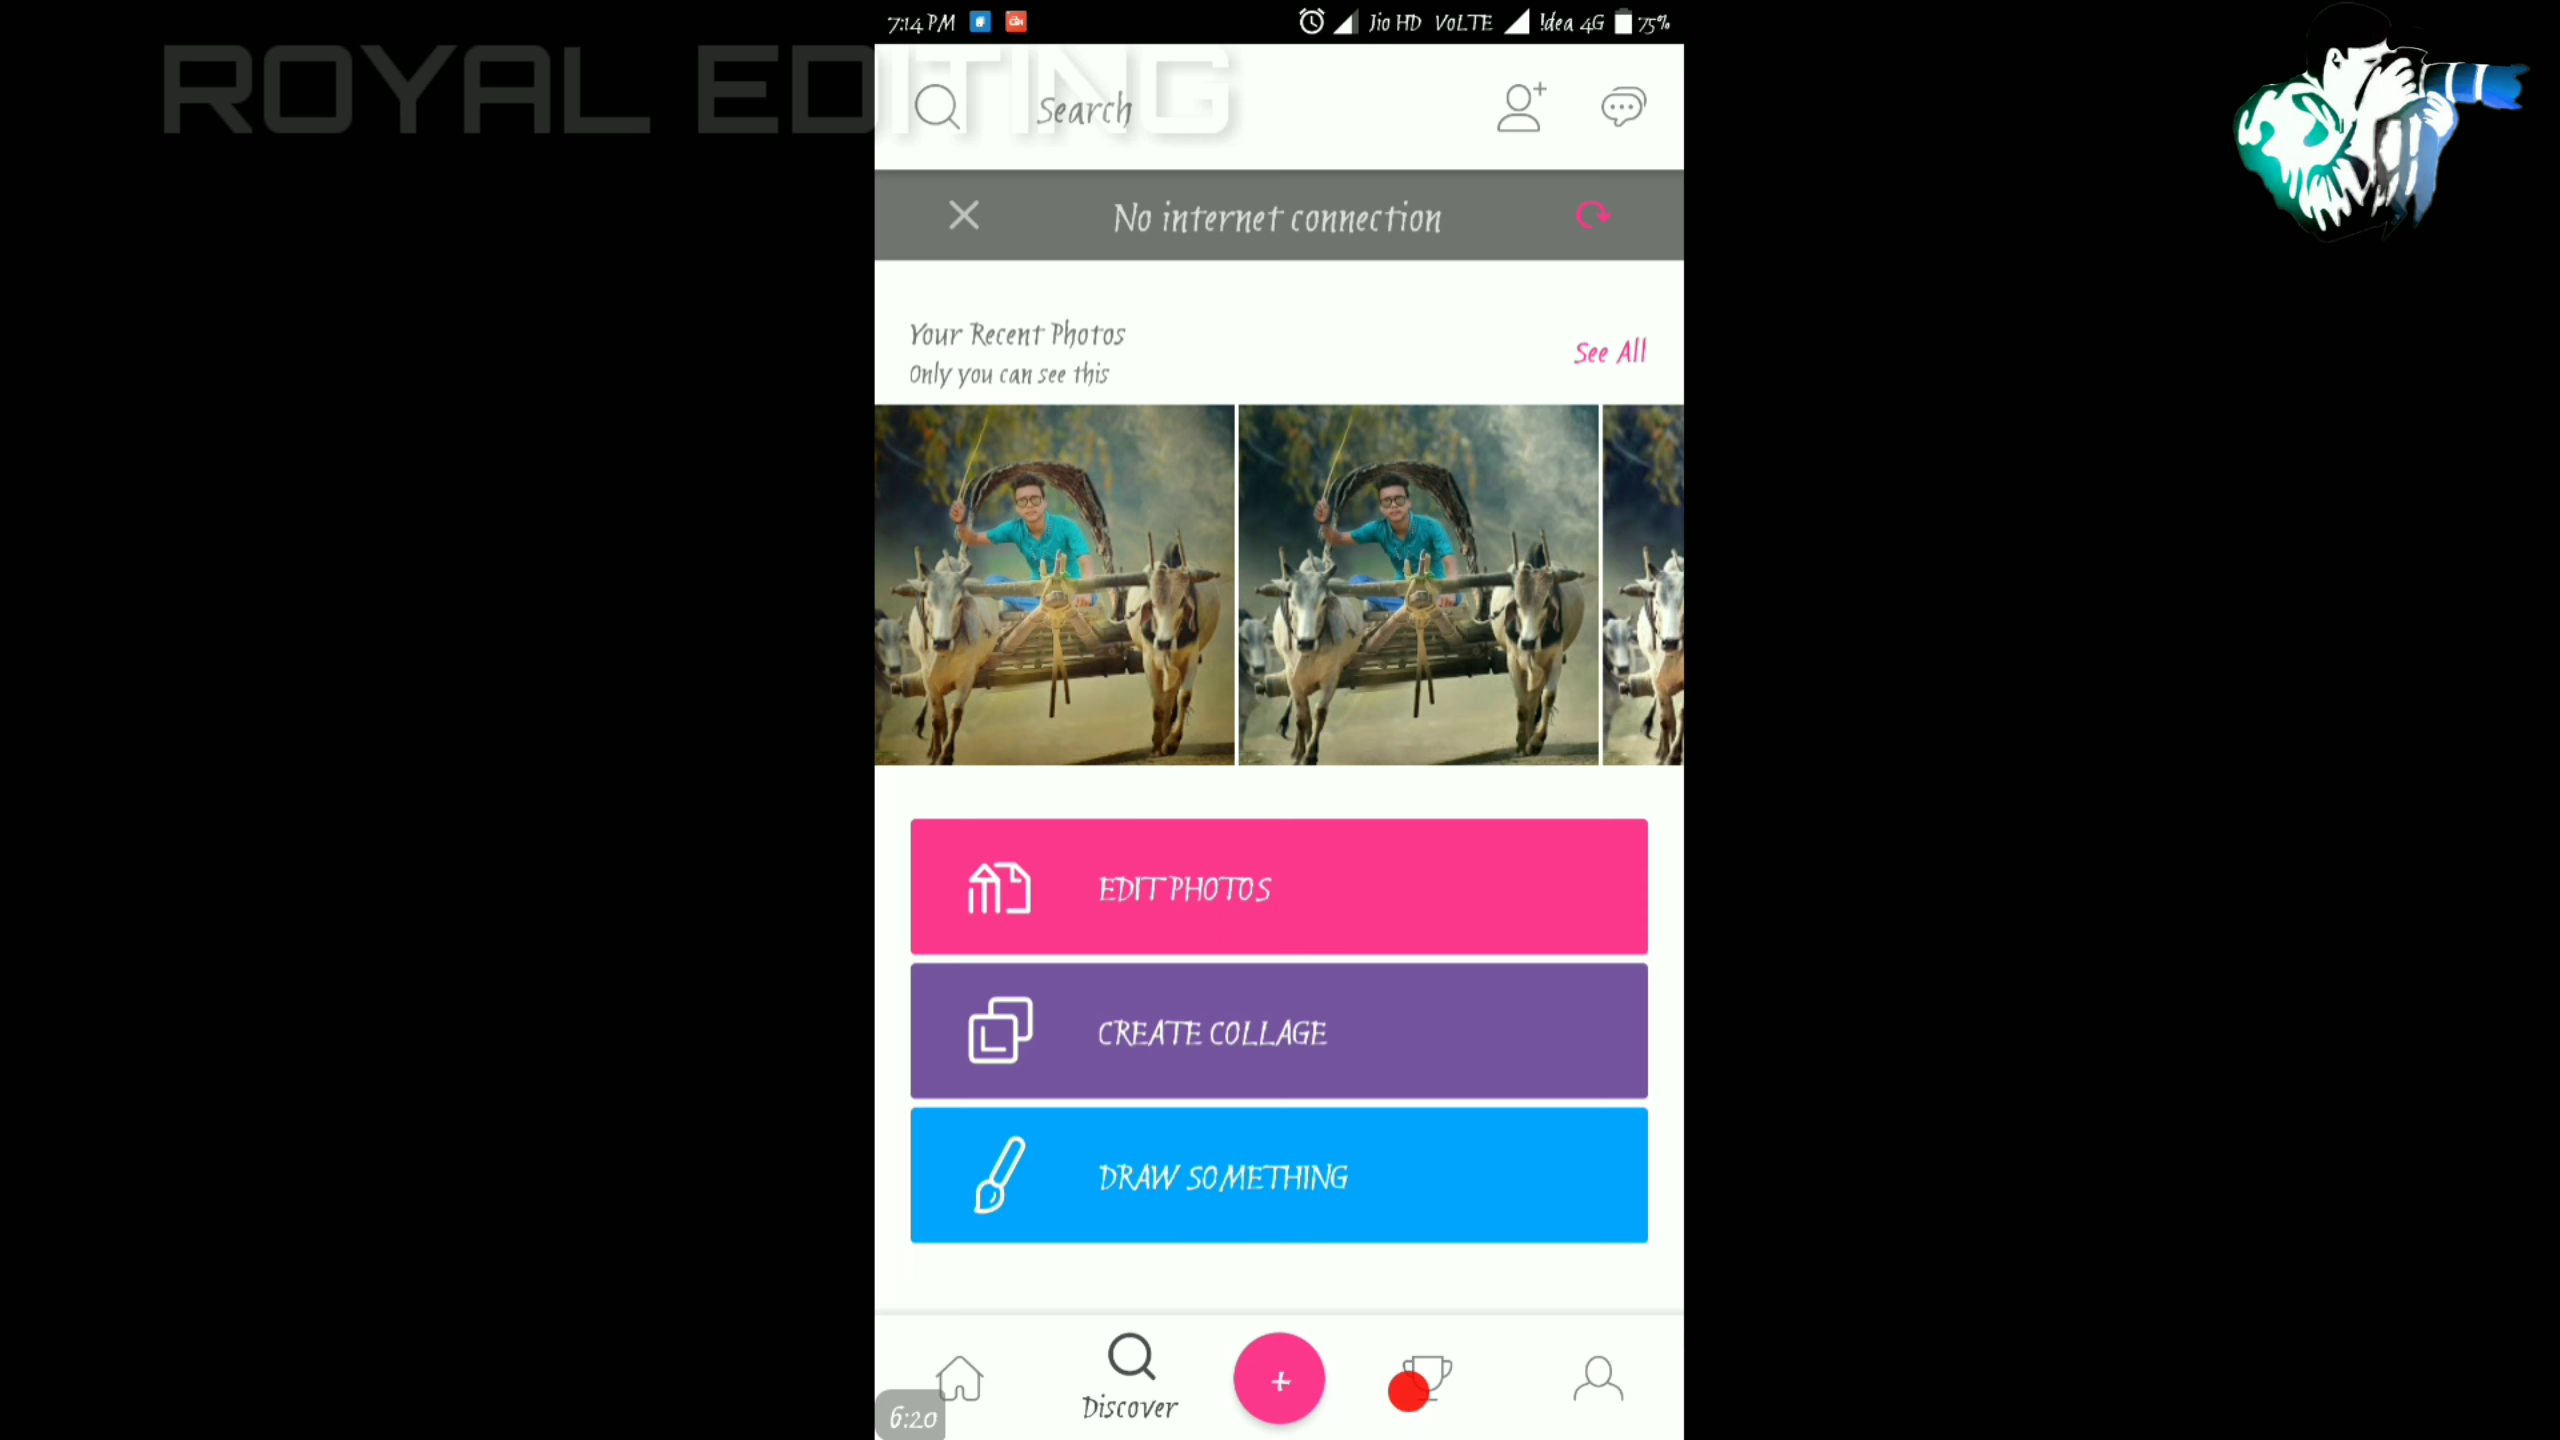 7:14 PM Jio HD VoLTE !dea 4G 75%
ROYAL EDITING
Search
No internet connection
Your Recent Photos
See All
Only you can see this
EDIT PHOTOS
CREATE COLLAGE
DRAW SOMETHING
+
Discover
6:20